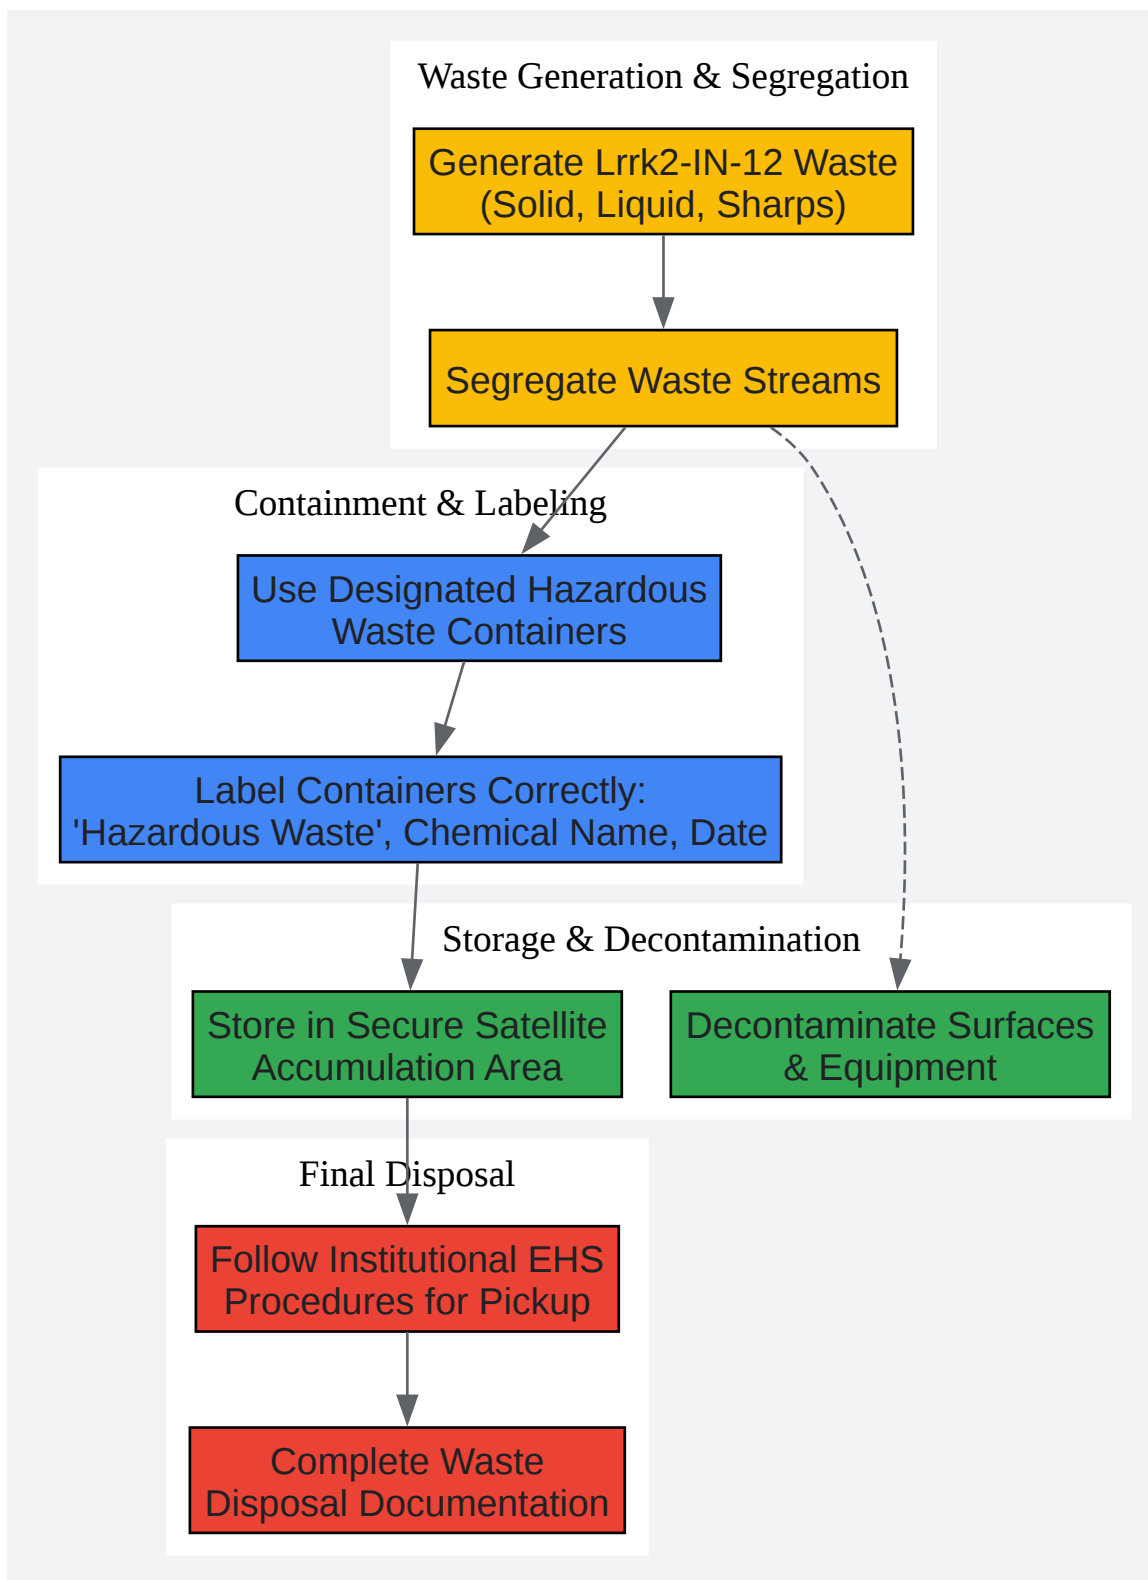 Waste Generation & Segregation
Generate Lrrk2-IN-12 Waste
(Solid, Liquid, Sharps)
Segregate Waste Streams
Containment & Labeling
Use Designated Hazardous
Waste Containers
Label Containers Correctly:
'Hazardous Waste', Chemical Name, Date
Storage & Decontamination
Store in Secure Satellite
Accumulation Area
Decontaminate Surfaces
& Equipment
Final Disposal
Follow Institutional EHS
Procedures for Pickup
Complete Waste
Disposal Documentation